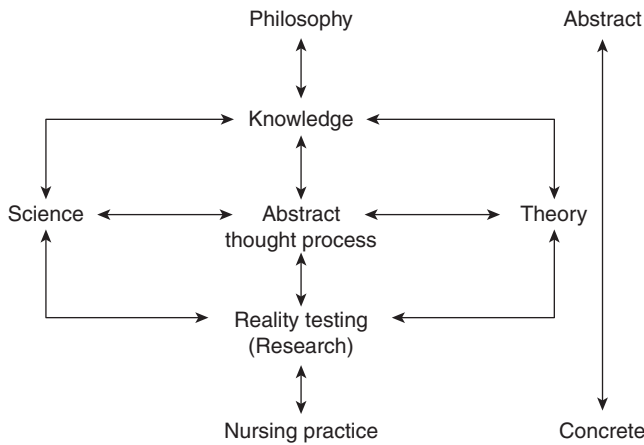 Philosophy
Abstract
Knowledge
Science
Abstract
thought process
Theory
Reality testing
(Research)
Nursing practice
Concrete